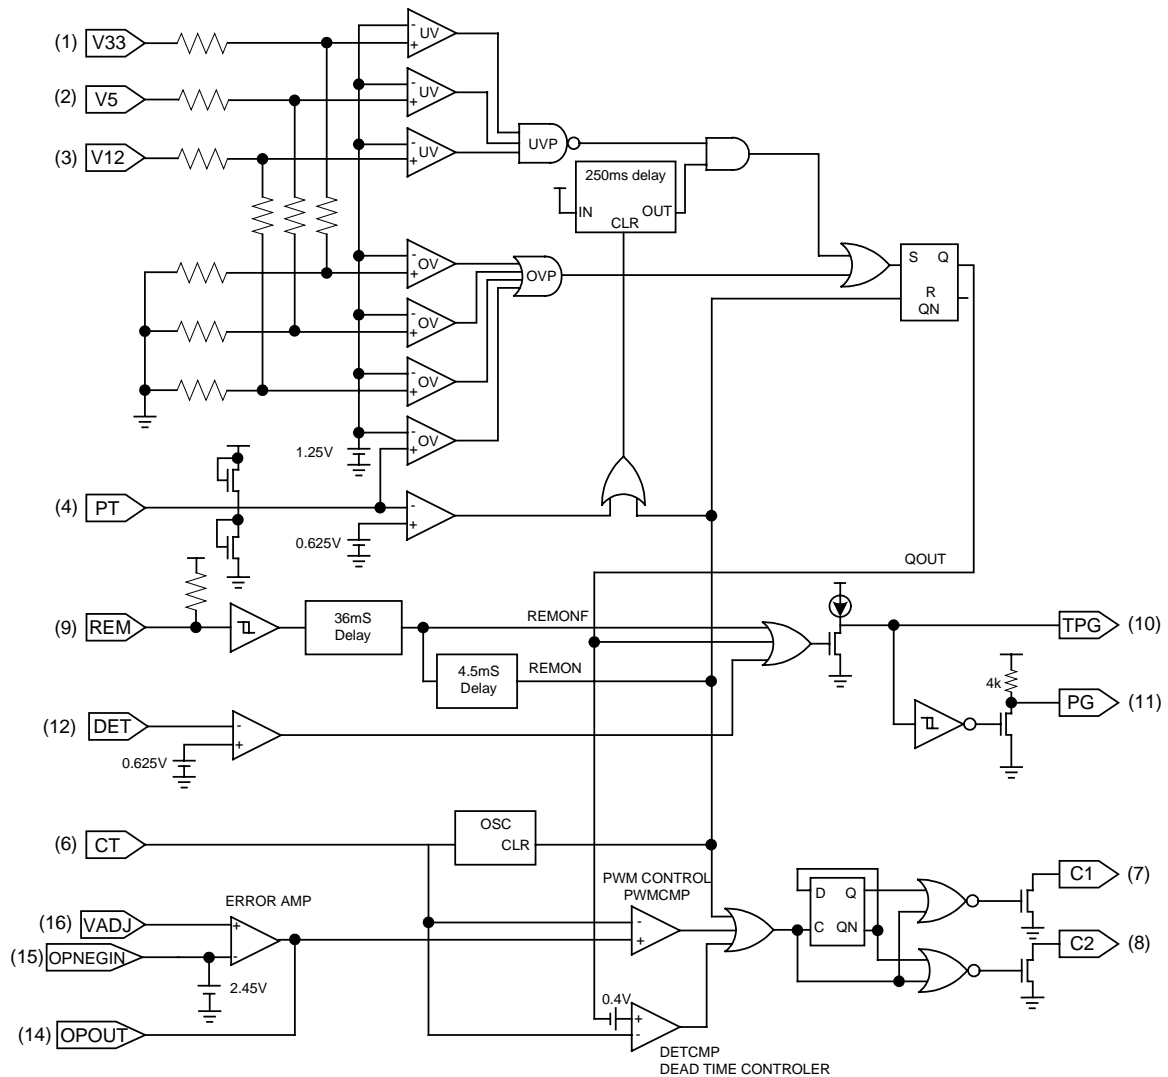 (1) V33
- + UV
(2) V5
- + UV
(3) V12
- + UV
UVP
250ms delay
IN OUT
CLR
- + OV
OVP
S Q
R
QN
- + OV
- + OV
- + OV
1.25V
(4) PT
- +
0.625V
QOUT
(9) REM
36mS
Delay
REMONF
4.5mS
Delay
REMON
TPG (10)
4k
PG (11)
(12) DET
- +
0.625V
(6) CT
OSC
CLR
PWM CONTROL
PWMCMP
- +
ERROR AMP
(16) VADJ
+ -
(15) OPNEGIN
2.45V
(14) OPOUT
D Q
C QN
C1 (7)
C2 (8)
0.4V
+ -
DETCMP
DEAD TIME CONTROLER